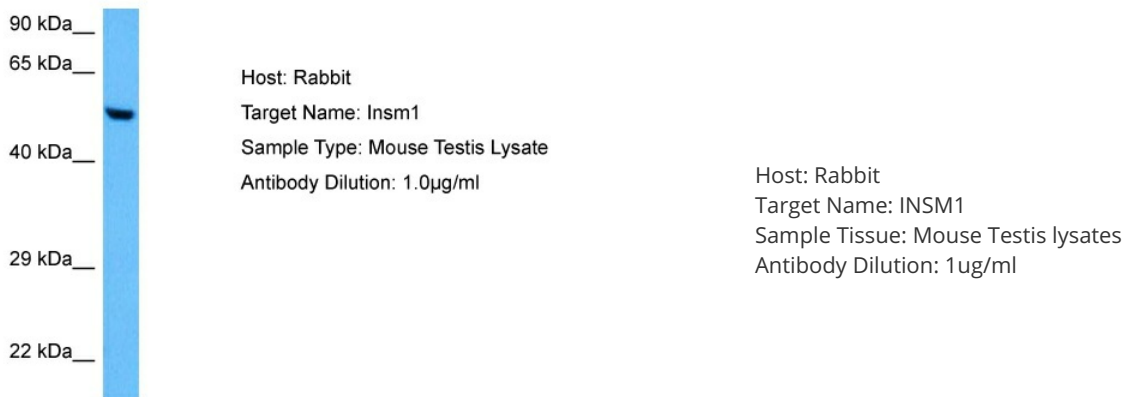 90 kDa__
65 kDa__
40 kDa__
29 kDa__
22 kDa__
Host: Rabbit
Target Name: Insm1
Sample Type: Mouse Testis Lysate
Antibody Dilution: 1.0µg/ml
Host: Rabbit
Target Name: INSM1
Sample Tissue: Mouse Testis lysates
Antibody Dilution: 1ug/ml